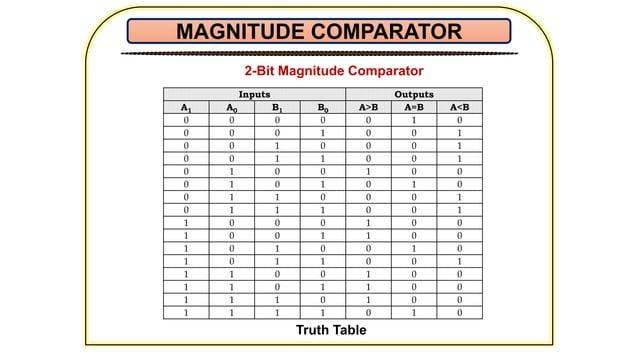 MAGNITUDE COMPARATOR
2-Bit Magnitude Comparator
Inputs Outputs
A1 A0 B1 B0 A>B A=B A<B
0 0 0 0 0 1 0
0 0 0 1 0 0 1
0 0 1 0 0 0 1
0 0 1 1 0 0 1
0 1 0 0 1 0 0
0 1 0 1 0 1 0
0 1 1 0 0 0 1
0 1 1 1 0 0 1
1 0 0 0 1 0 0
1 0 0 1 1 0 0
1 0 1 0 0 1 0
1 0 1 1 0 0 1
1 1 0 0 1 0 0
1 1 0 1 1 0 0
1 1 1 0 1 0 0
1 1 1 1 0 1 0
Truth Table